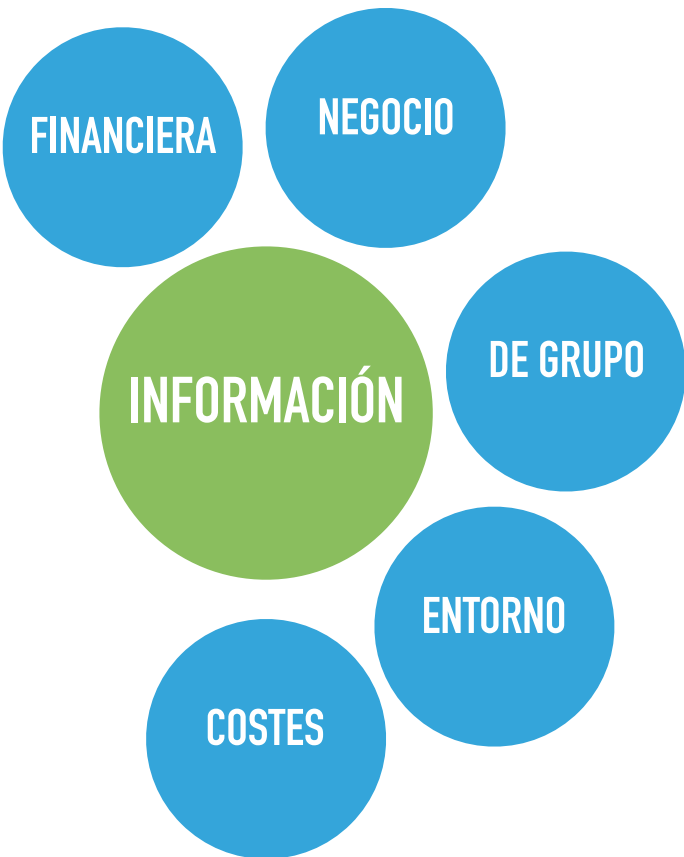 FINANCIERA
NEGOCIO
DE GRUPO
INFORMACIÓN
ENTORNO
COSTES